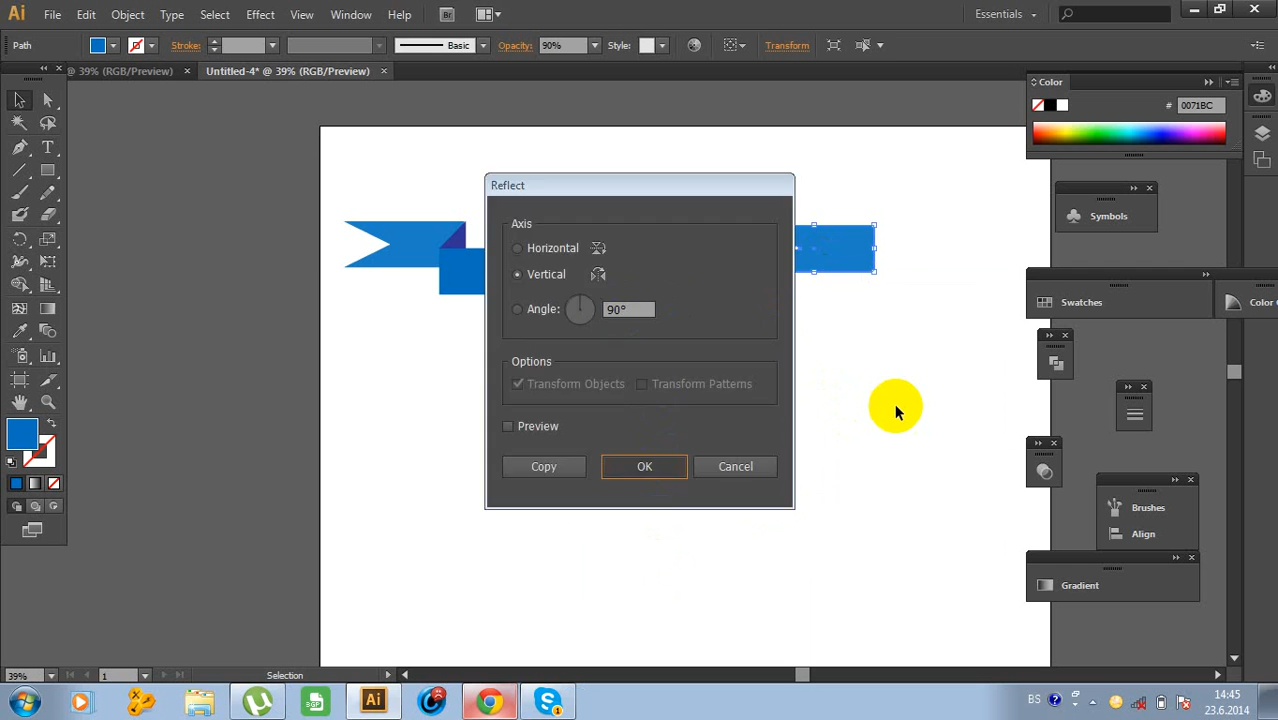 Ai File Edit Object Type Select Effect View Window Help Br Essentials
Path Stroke: Basic Opacity: 90% Style: Transform
@ 39% (RGB/Preview) × Untitled-4* @ 39% (RGB/Preview) ×
Color
# 0071BC
Reflect
Axis
Horizontal
Vertical
Angle: 90°
Options
Transform Objects Transform Patterns
Preview
Copy OK Cancel
Symbols
Swatches Color
Brushes
Align
Gradient
39% 1 Selection
Ai BS 14:45
23.6.2014